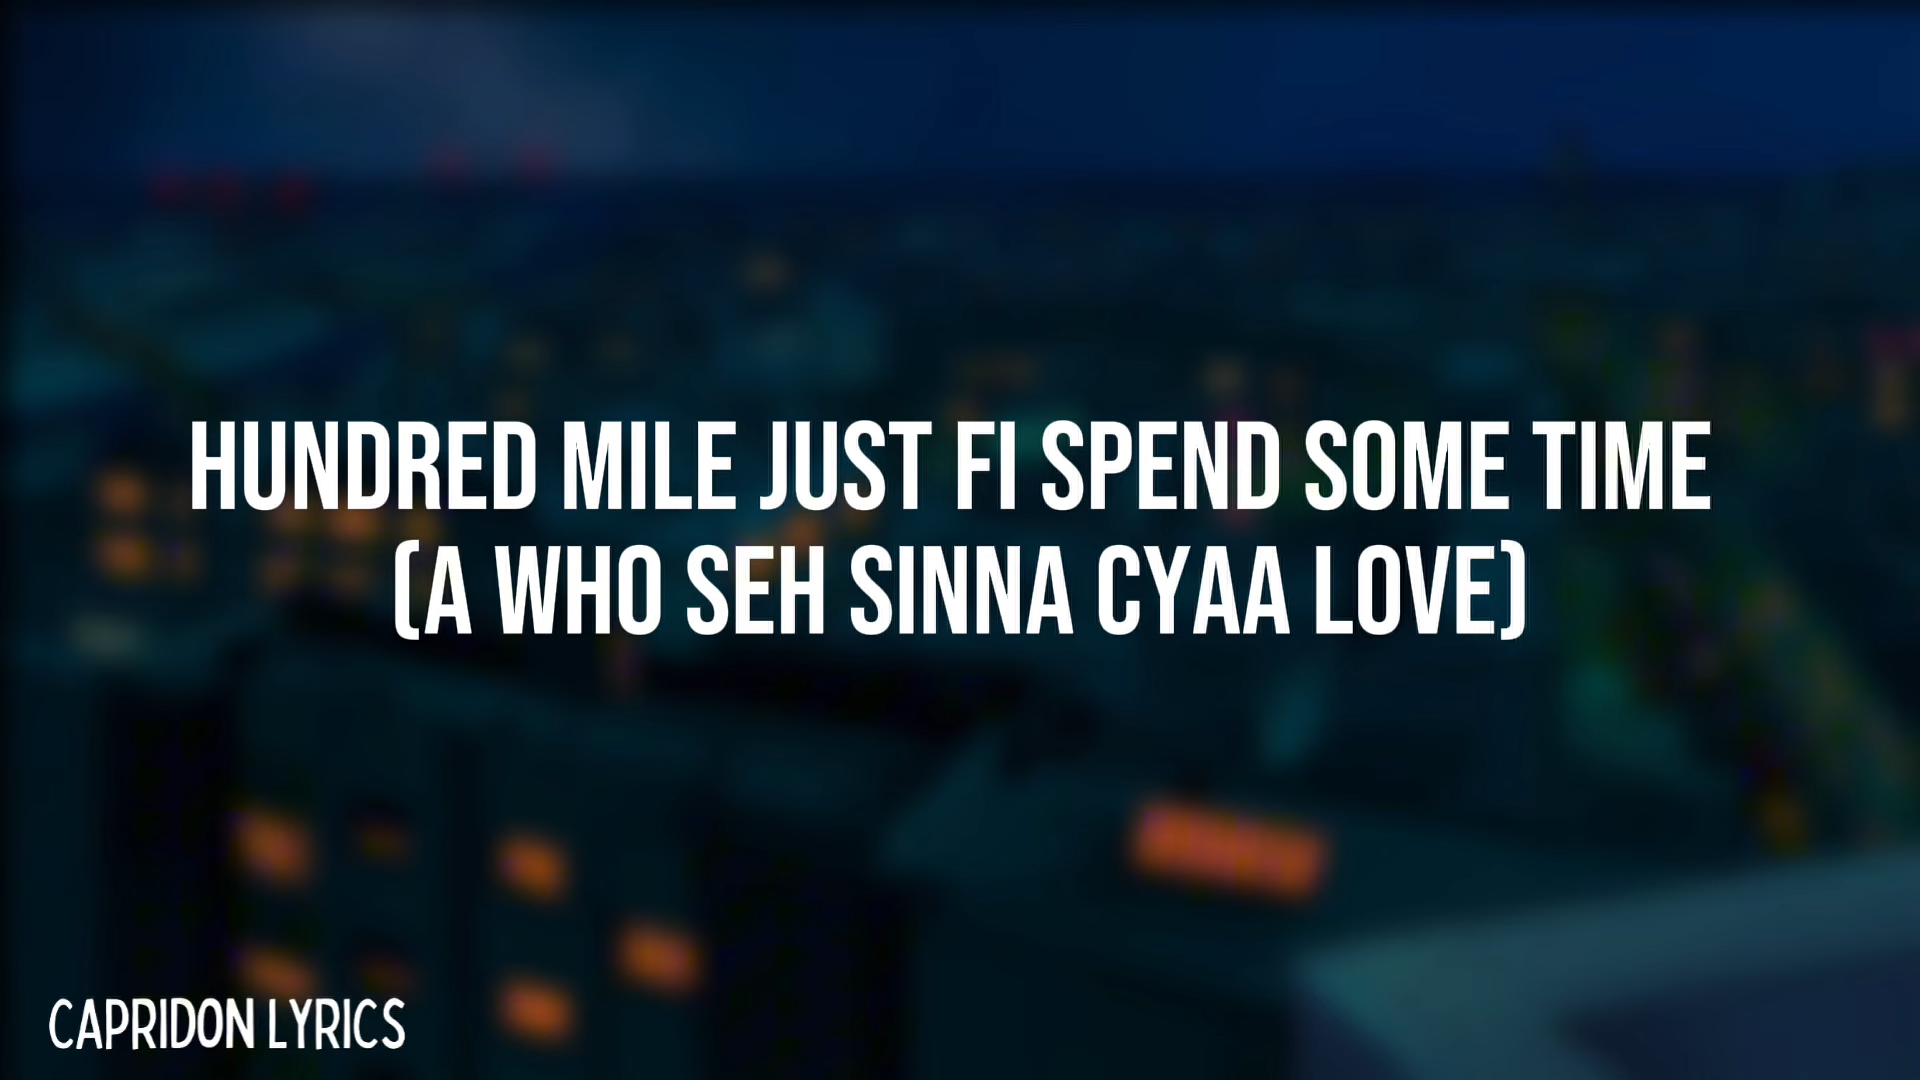 HUNDRED MILE JUST FI SPEND SOME TIME
(A WHO SEH SINNA CYAA LOVE)
CAPRIDON LYRICS